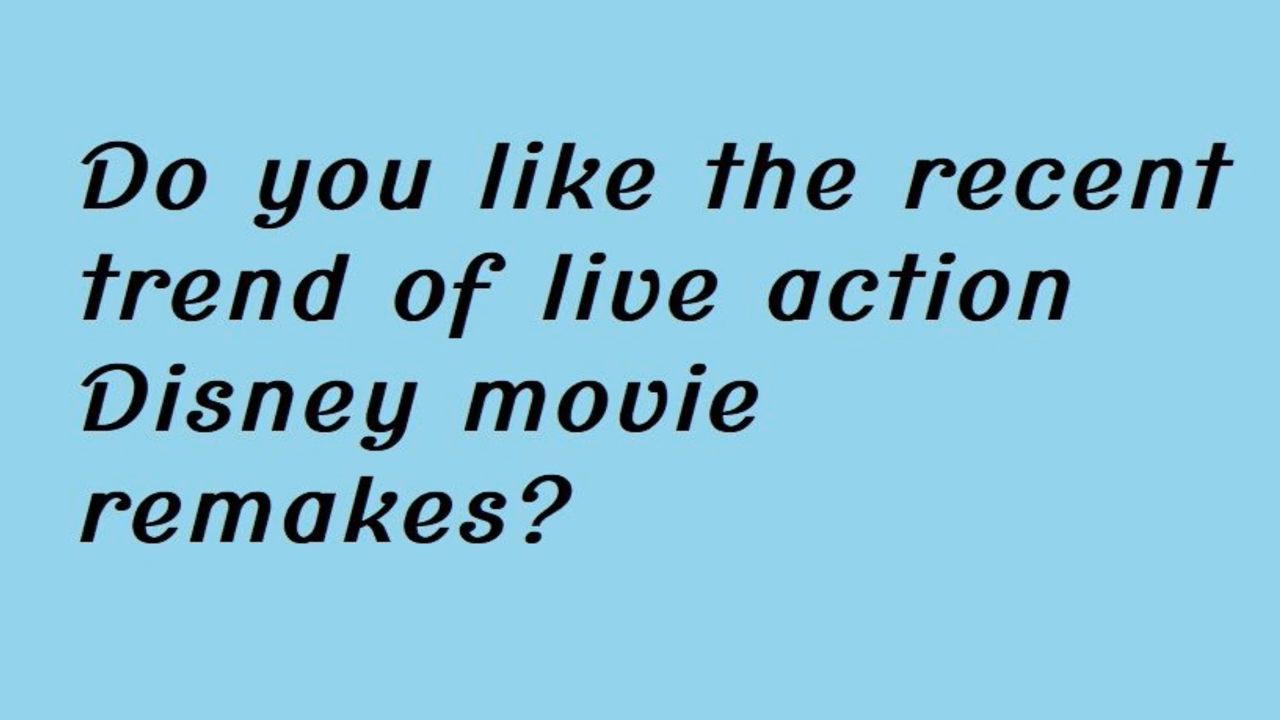 Do you like the recent
trend of live action
Disney movie
remakes?